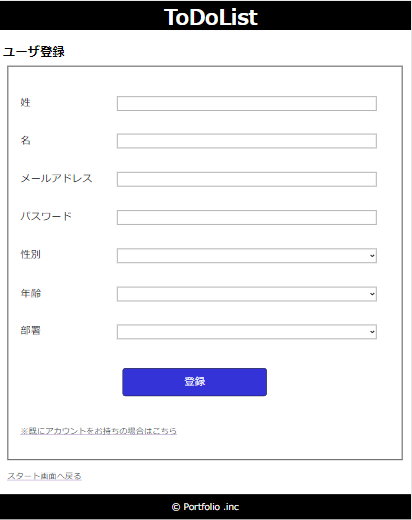 ToDoList
ユーザ登録
姓
名
メールアドレス
パスワード
性別
年齢
部署
登録
※既にアカウントをお持ちの場合はこちら
スタート画面へ戻る
© Portfolio .inc